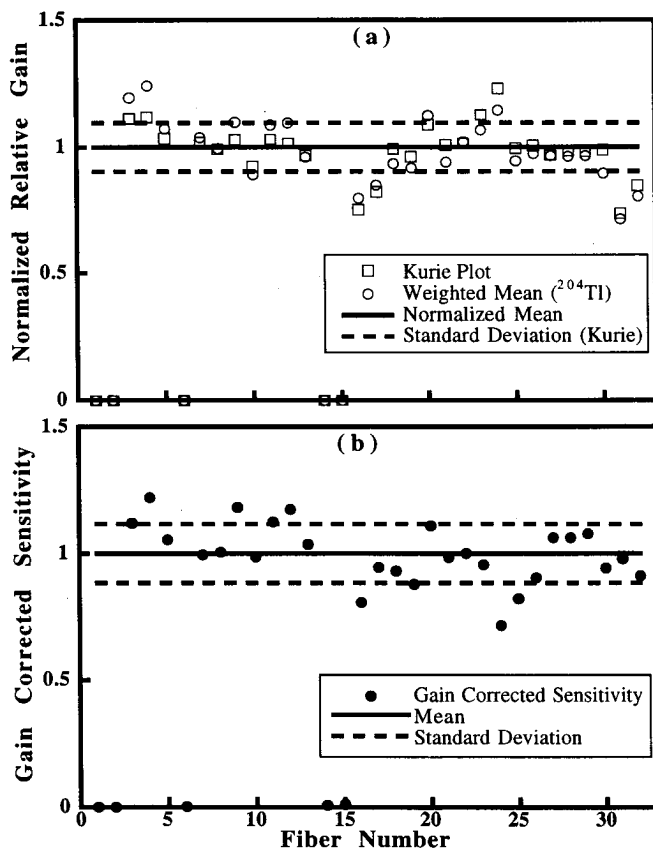 (a)
Normalized Relative Gain
1.5
1
0.5
0
Kurie Plot
Weighted Mean (²⁰⁴Tl)
Normalized Mean
Standard Deviation (Kurie)
(b)
Gain Corrected Sensitivity
1.5
1
0.5
0
Gain Corrected Sensitivity
Mean
Standard Deviation
0 5 10 15 20 25 30
Fiber Number